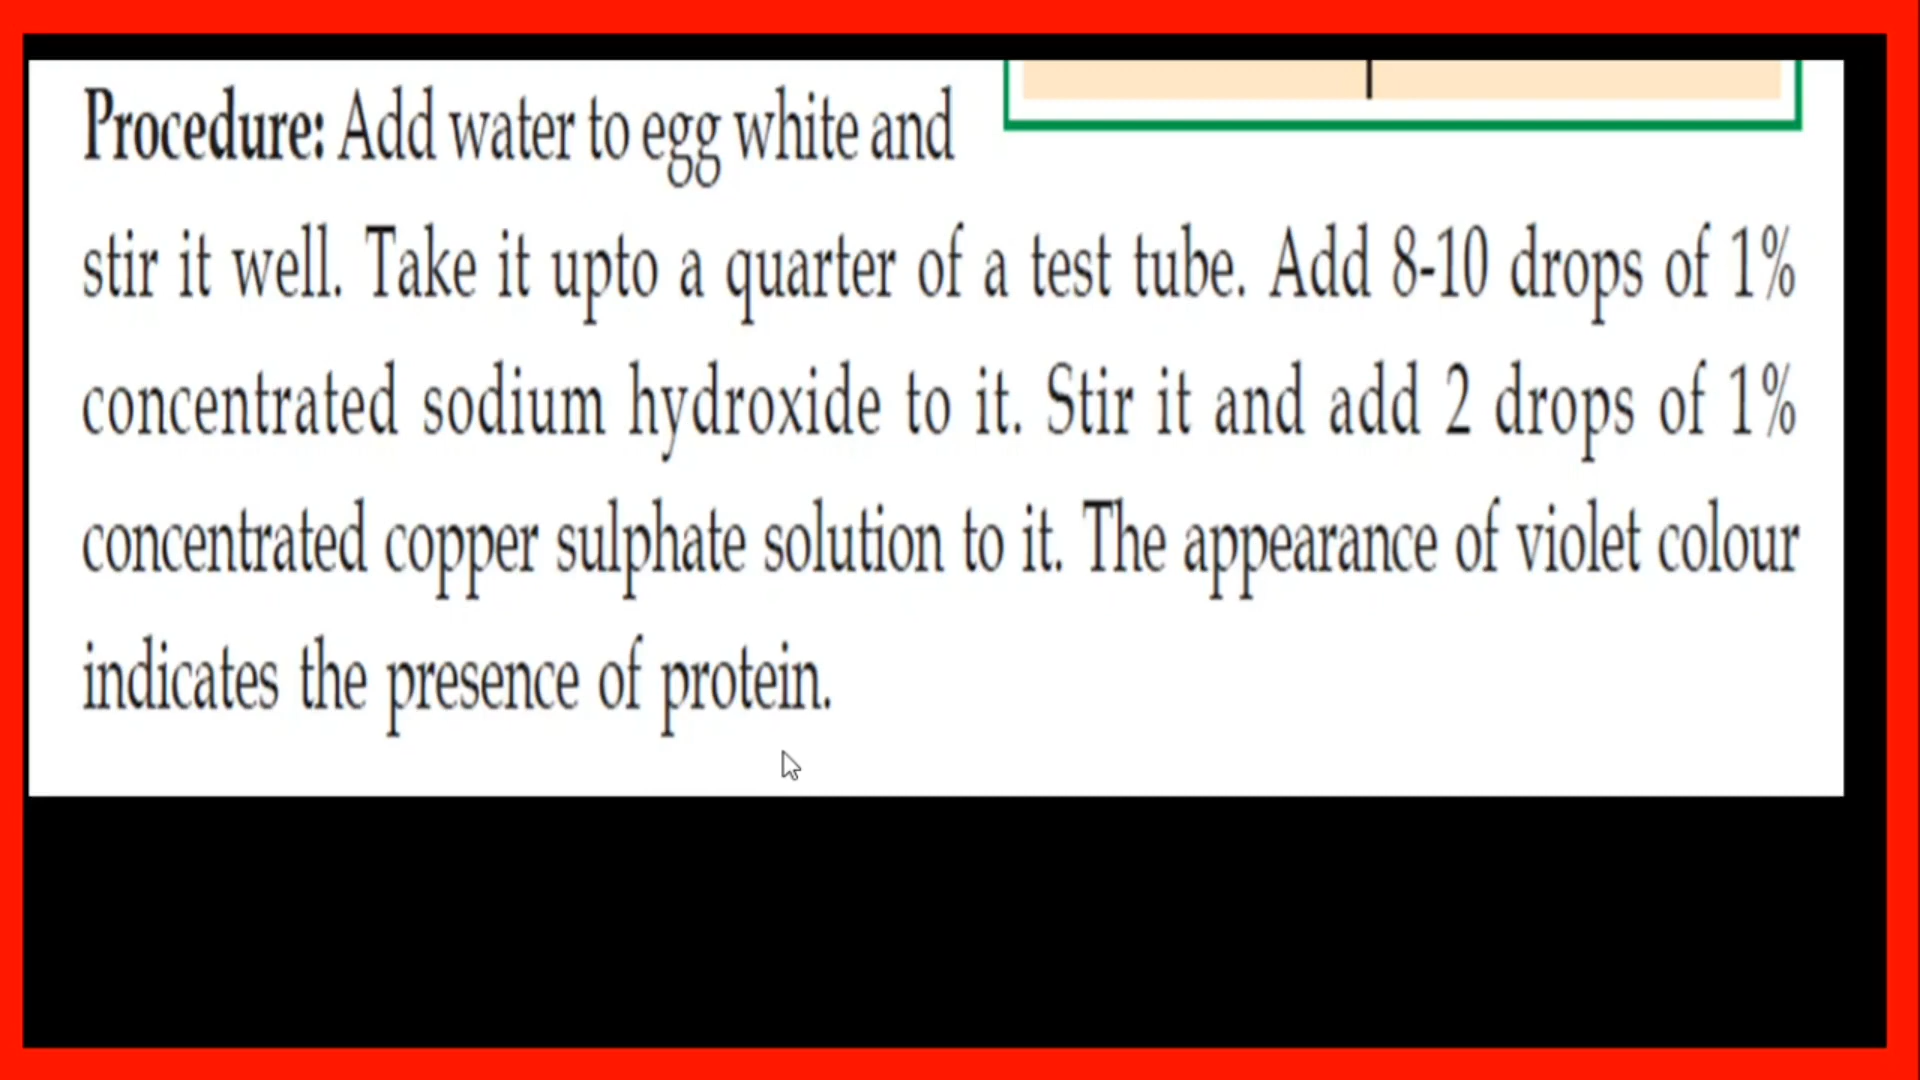 Procedure: Add water to egg white and
stir it well. Take it upto a quarter of a test tube. Add 8-10 drops of 1%
concentrated sodium hydroxide to it. Stir it and add 2 drops of 1%
concentrated copper sulphate solution to it. The appearance of violet colour
indicates the presence of protein.